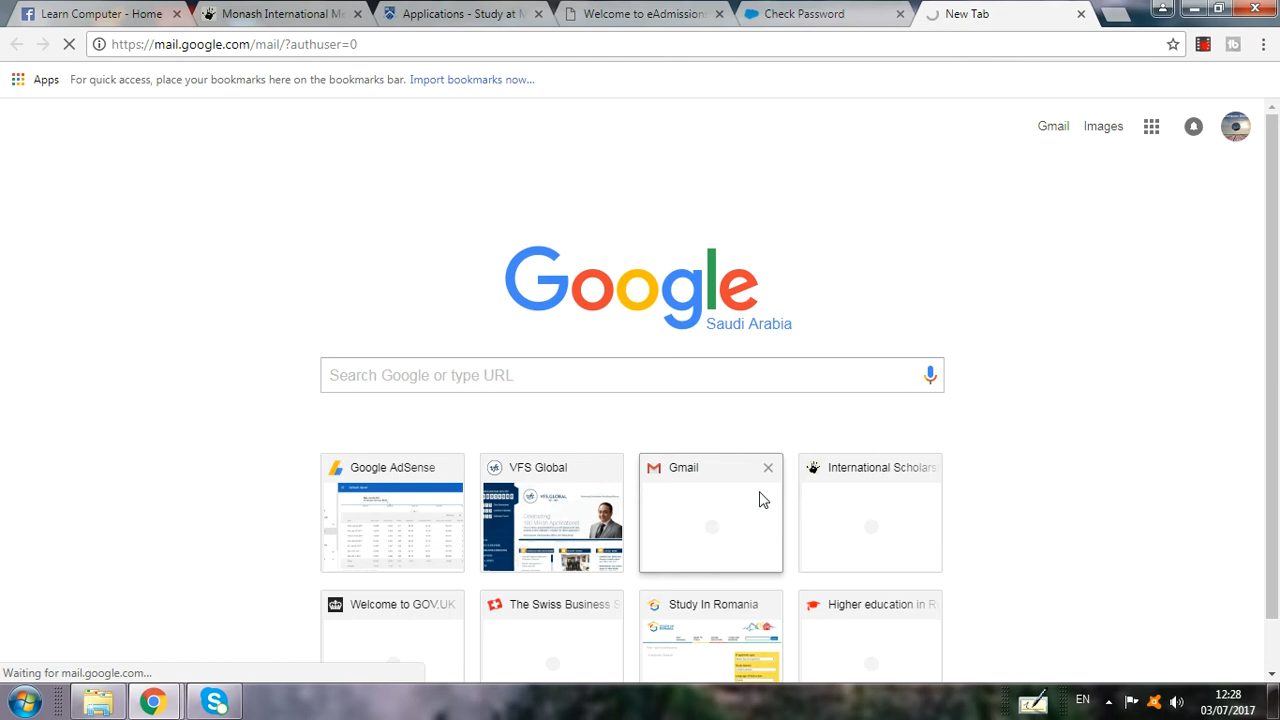 Learn Computer - Home
Monash International M
Applications, Study in M
Welcome to eAdmission
Check Password
New Tab
https://mail.google.com/mail/?authuser=0
Apps
For quick access, place your bookmarks here on the bookmarks bar. Import bookmarks now...
Gmail
Images
Google
Saudi Arabia
Search Google or type URL
Google AdSense
VFS Global
Gmail
International Scholars
VFS.GLOBAL
Welcome to GOV.UK
The Swiss Business S
Study In Romania
Higher education in R
Waiting for mail.google.com...
EN
12:28
03/07/2017